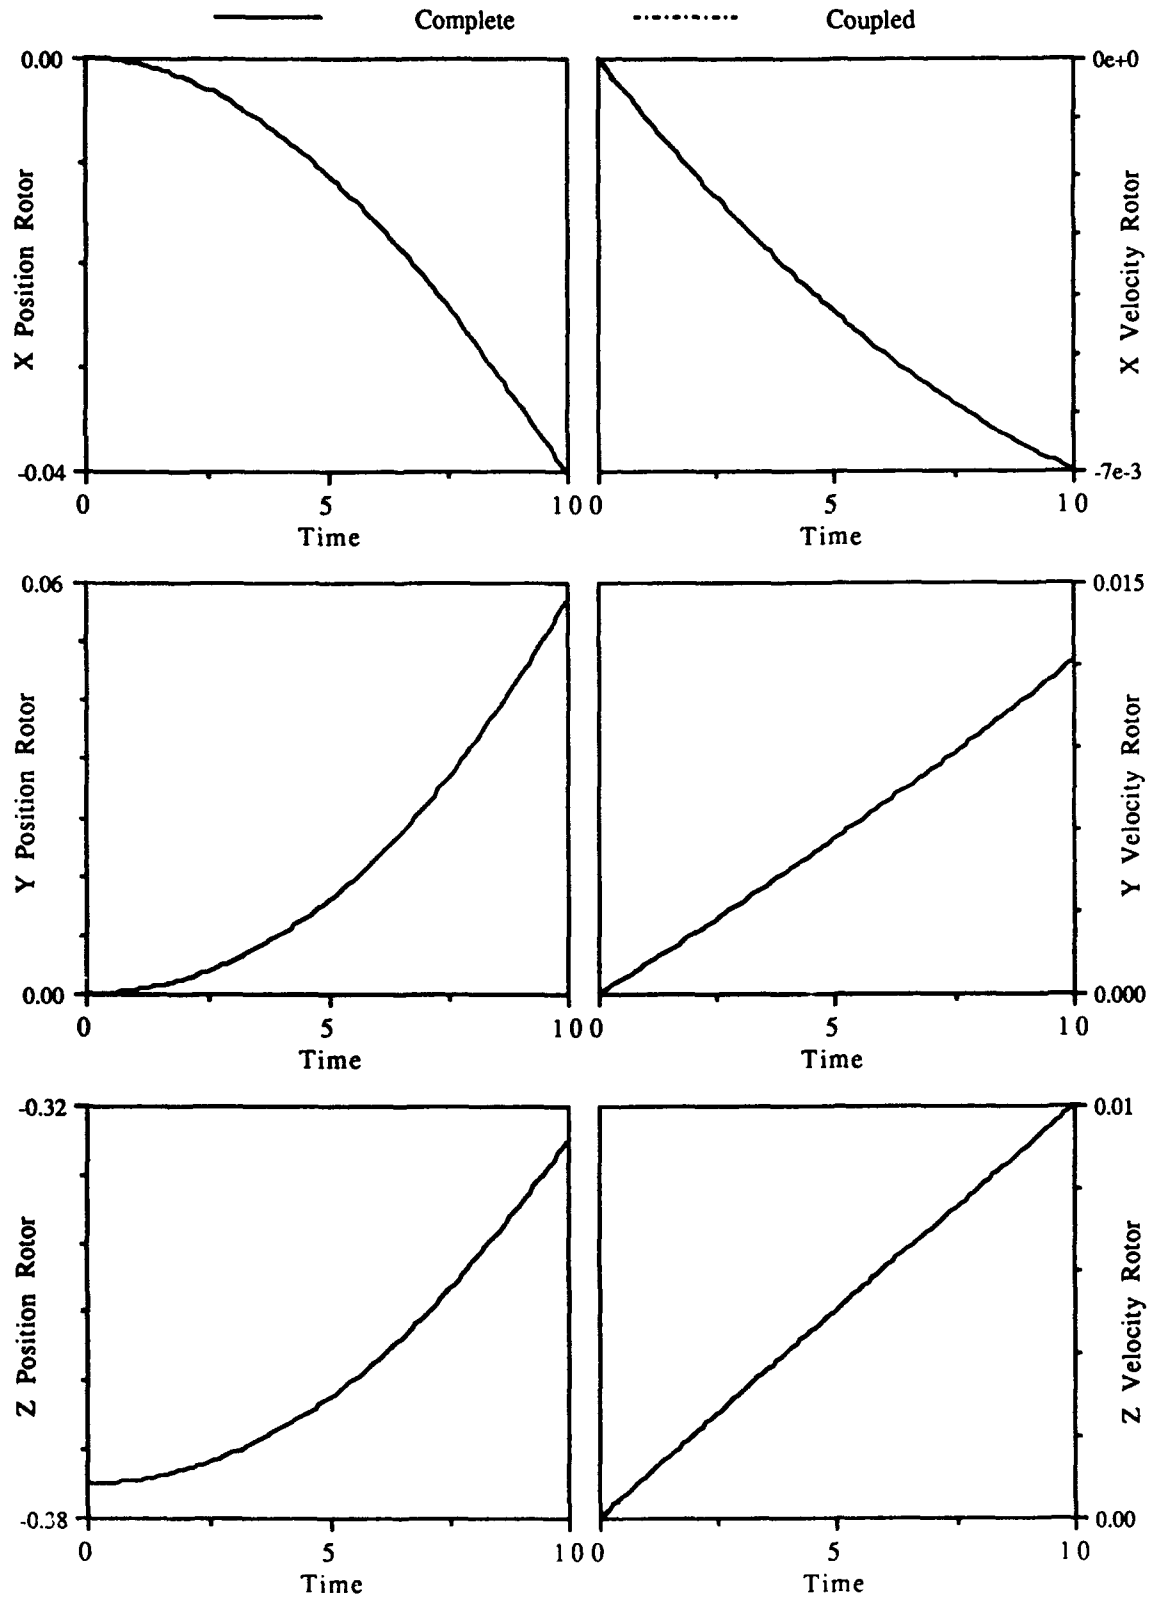 Complete Coupled
0.00
-0.04
X Position Rotor
0 5 10
Time
0e+0
-7e-3
X Velocity Rotor
0 5 10
Time
0.06
0.00
Y Position Rotor
0 5 10
Time
0.015
0.000
Y Velocity Rotor
0 5 10
Time
-0.32
-0.38
Z Position Rotor
0 5 10
Time
0.01
0.00
Z Velocity Rotor
0 5 10
Time